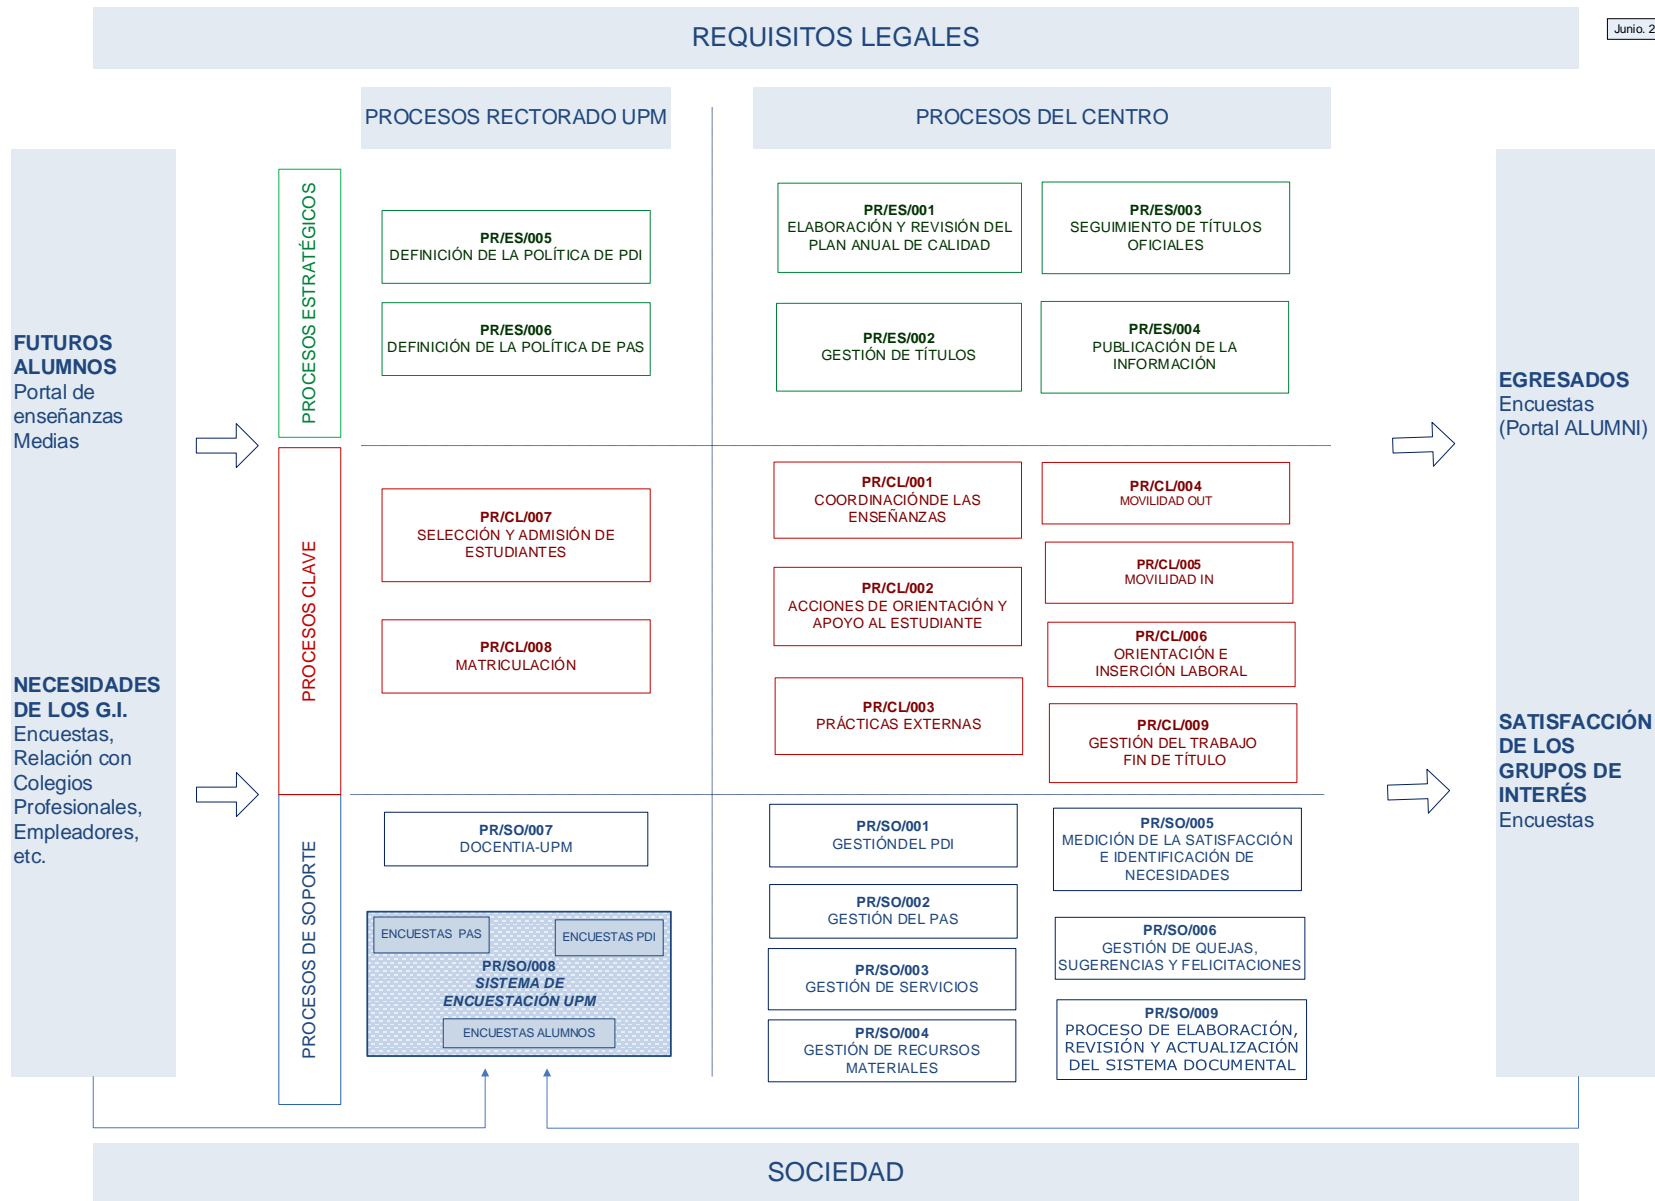 REQUISITOS LEGALES
Junio. 2
PROCESOS RECTORADO UPM
PROCESOS DEL CENTRO
FUTUROS
ALUMNOS
Portal de
enseñanzas
Medias
NECESIDADES
DE LOS G.I.
Encuestas,
Relación con
Colegios
Profesionales,
Empleadores,
etc.
PROCESOS ESTRATÉGICOS
PR/ES/005
DEFINICIÓN DE LA POLÍTICA DE PDI
PR/ES/006
DEFINICIÓN DE LA POLÍTICA DE PAS
PR/ES/001
ELABORACIÓN Y REVISIÓN DEL
PLAN ANUAL DE CALIDAD
PR/ES/003
SEGUIMIENTO DE TÍTULOS
OFICIALES
PR/ES/002
GESTIÓN DE TÍTULOS
PR/ES/004
PUBLICACIÓN DE LA
INFORMACIÓN
PROCESOS CLAVE
PR/CL/007
SELECCIÓN Y ADMISIÓN DE
ESTUDIANTES
PR/CL/008
MATRICULACIÓN
PR/CL/001
COORDINACIÓNDE LAS
ENSEÑANZAS
PR/CL/004
MOVILIDAD OUT
PR/CL/005
MOVILIDAD IN
PR/CL/002
ACCIONES DE ORIENTACIÓN Y
APOYO AL ESTUDIANTE
PR/CL/006
ORIENTACIÓN E
INSERCIÓN LABORAL
PR/CL/003
PRÁCTICAS EXTERNAS
PR/CL/009
GESTIÓN DEL TRABAJO
FIN DE TÍTULO
PROCESOS DE SOPORTE
PR/SO/007
DOCENTIA-UPM
ENCUESTAS PAS
ENCUESTAS PDI
PR/SO/008
SISTEMA DE
ENCUESTACIÓN UPM
ENCUESTAS ALUMNOS
PR/SO/001
GESTIÓNDEL PDI
PR/SO/005
MEDICIÓN DE LA SATISFACCIÓN
E IDENTIFICACIÓN DE
NECESIDADES
PR/SO/002
GESTIÓN DEL PAS
PR/SO/006
GESTIÓN DE QUEJAS,
SUGERENCIAS Y FELICITACIONES
PR/SO/003
GESTIÓN DE SERVICIOS
PR/SO/004
GESTIÓN DE RECURSOS
MATERIALES
PR/SO/009
PROCESO DE ELABORACIÓN,
REVISIÓN Y ACTUALIZACIÓN
DEL SISTEMA DOCUMENTAL
EGRESADOS
Encuestas
(Portal ALUMNI)
SATISFACCIÓN
DE LOS
GRUPOS DE
INTERÉS
Encuestas
SOCIEDAD